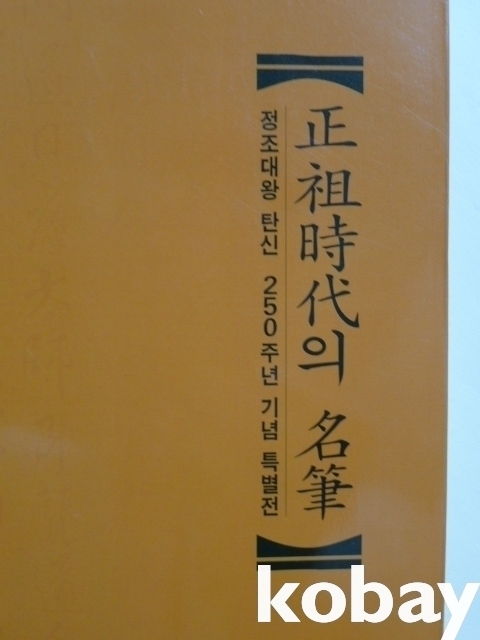 正祖時代의 名筆
정조대왕 탄신 250주년 기념 특별전
kobay